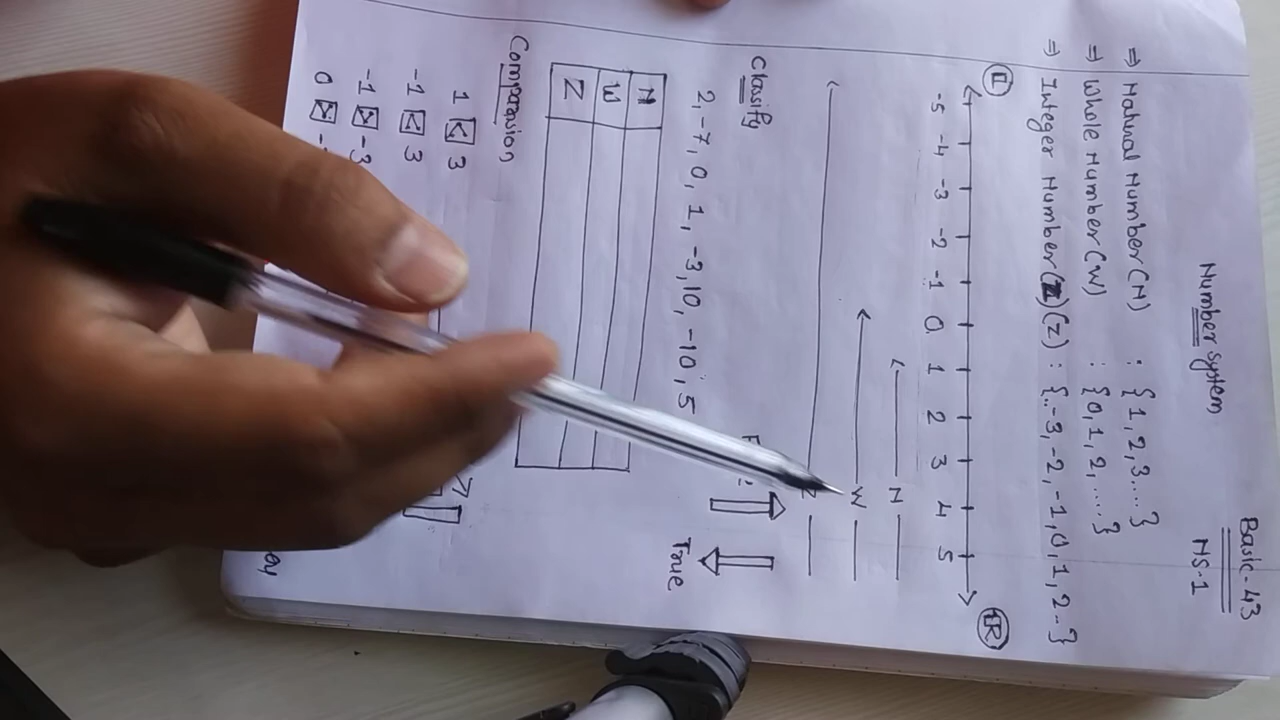 Basic-43
NS-1
Number System
⇒ Natural Number(N) : {1,2,3....}
⇒ Whole Number(W) : {0,1,2,.....}
⇒ Integer Number(Z)(z) : {..-3,-2,-1,0,1,2..}
-5 -4 -3 -2 -1 0 1 2 3 4 5
N
W
Z
Classify
True
2,-7,0,1,-3,10,-10,5
N
W
Z
Comparesion
1 < 3
-1 < 3
-1 > -3
0 > -